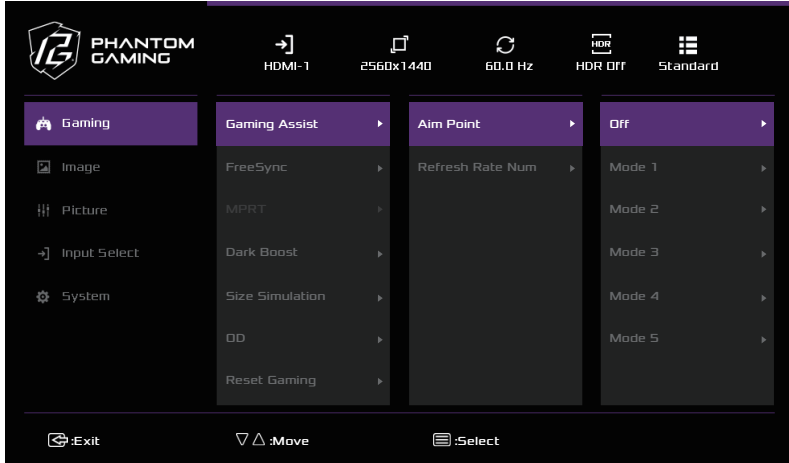 PHANTOM
GAMING
HDMI-1
2560x1440
60.0 Hz
HDR
HDR Off
Standard
Gaming
Image
Picture
Input Select
System
Gaming Assist
FreeSync
MPRT
Dark Boost
Size Simulation
OD
Reset Gaming
Aim Point
Refresh Rate Num
Off
Mode 1
Mode 2
Mode 3
Mode 4
Mode 5
:Exit
:Move
:Select